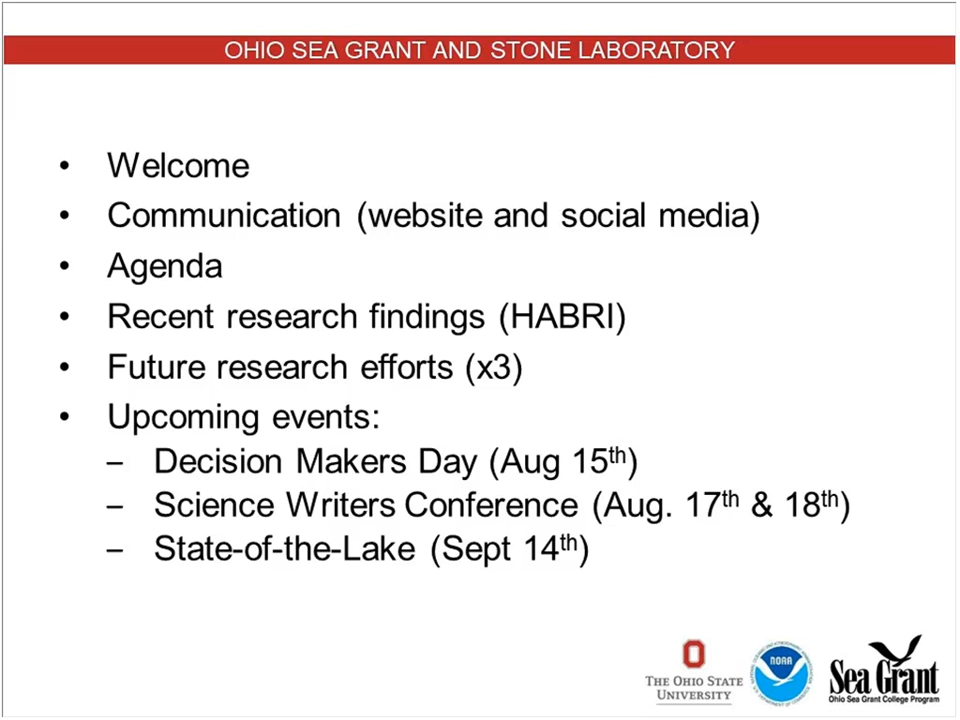 OHIO SEA GRANT AND STONE LABORATORY
• Welcome
• Communication (website and social media)
• Agenda
• Recent research findings (HABRI)
• Future research efforts (x3)
• Upcoming events:
– Decision Makers Day (Aug 15th)
– Science Writers Conference (Aug. 17th & 18th)
– State-of-the-Lake (Sept 14th)
THE OHIO STATE
UNIVERSITY
NOAA
Sea Grant
Ohio Sea Grant College Program